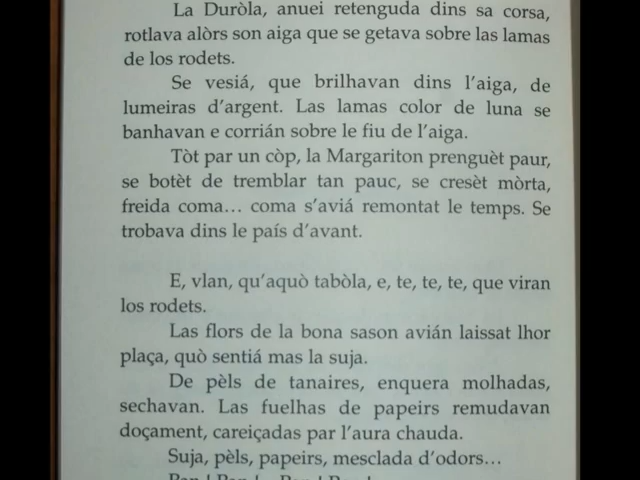 La Duròla, anuei retenguda dins sa corsa,
rotlava alòrs son aiga que se getava sobre las lamas
de los rodets.
Se vesiá, que brilhavan dins l'aiga, de
lumeiras d'argent. Las lamas color de luna se
banhavan e corrián sobre le fiu de l'aiga.
Tòt par un còp, la Margariton prenguèt paur,
se botèt de tremblar tan pauc, se cresèt mòrta,
freida coma… coma s'aviá remontat le temps. Se
trobava dins le país d'avant.
E, vlan, qu'aquò tabòla, e, te, te, te, que viran
los rodets.
Las flors de la bona sason avián laissat lhor
plaça, quò sentiá mas la suja.
De pèls de tanaires, enquera molhadas,
sechavan. Las fuelhas de papeirs remudavan
doçament, careiçadas par l'aura chauda.
Suja, pèls, papeirs, mesclada d'odors…